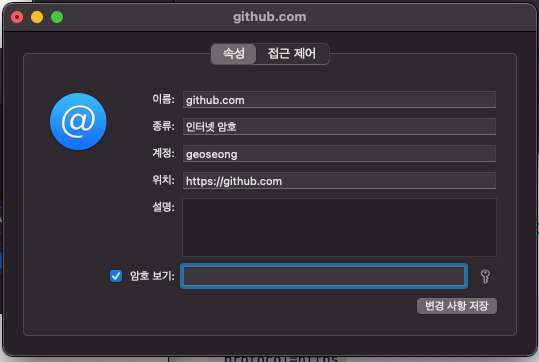 github.com
속성 접근 제어
@
이름: github.com
종류: 인터넷 암호
계정: geoseong
위치: https://github.com
설명:
암호 보기:
변경 사항 저장